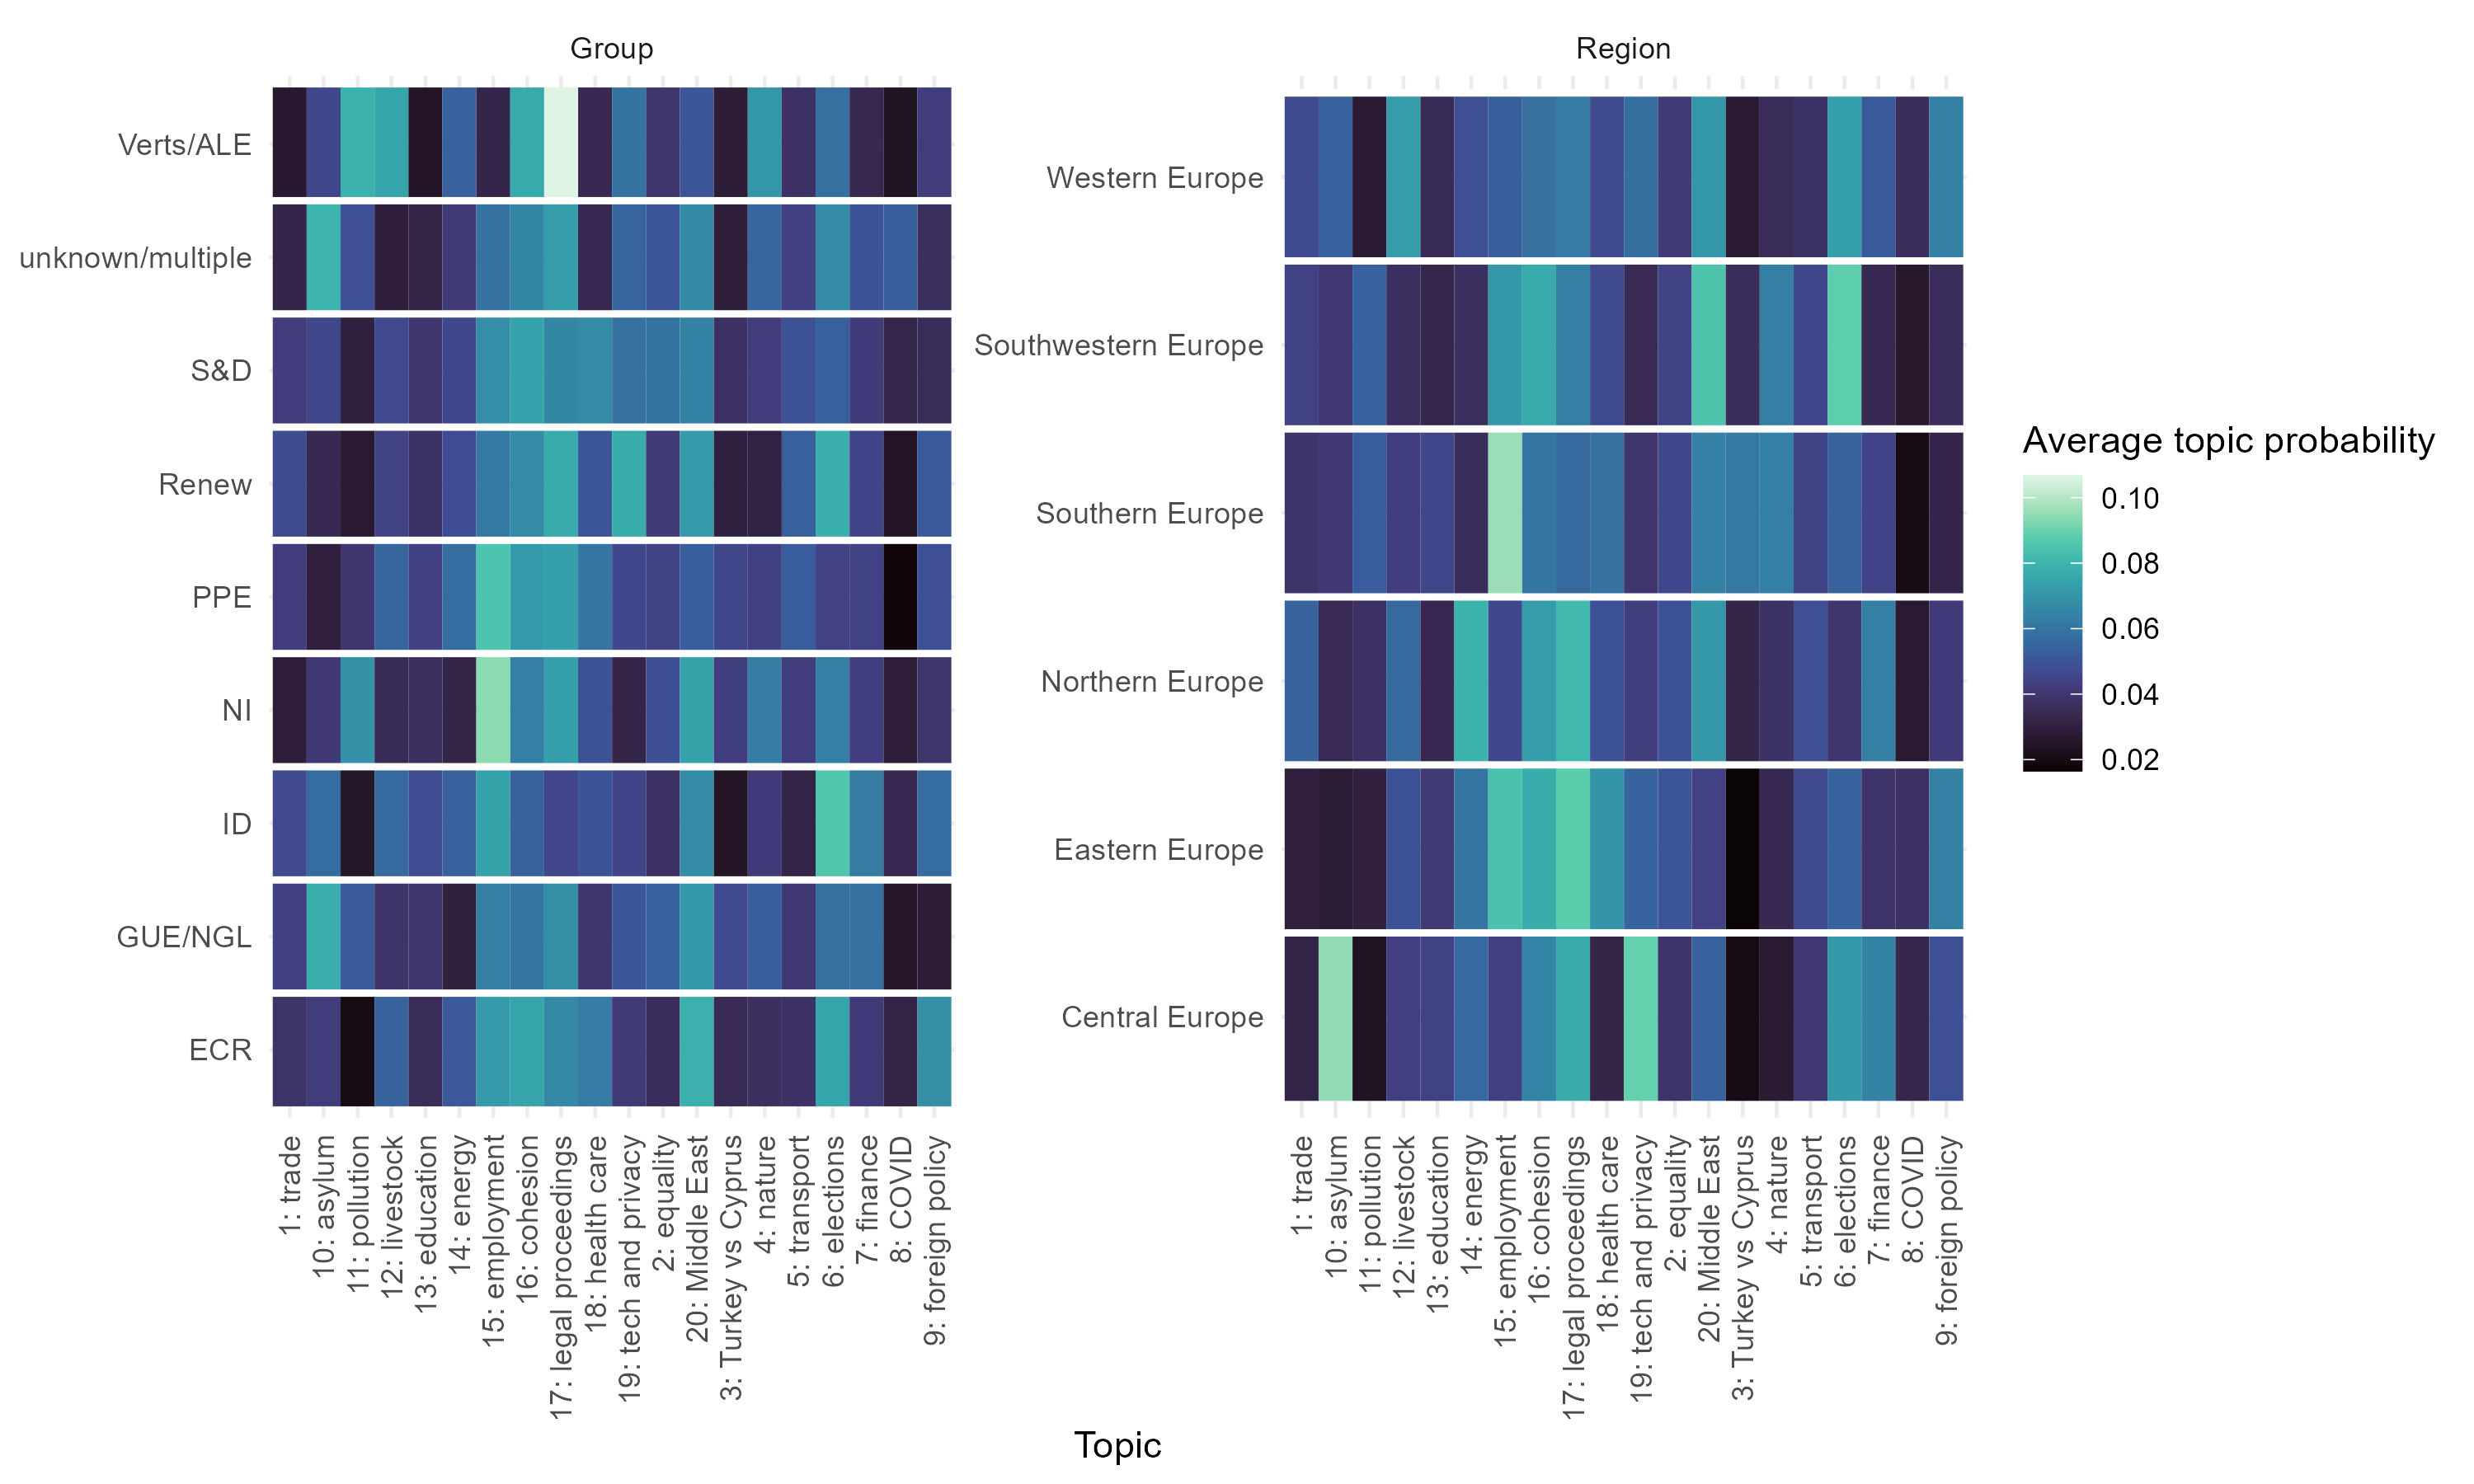 Group
Region
Verts/ALE
unknown/multiple
S&D
Renew
PPE
NI
ID
GUE/NGL
ECR
Western Europe
Southwestern Europe
Southern Europe
Northern Europe
Eastern Europe
Central Europe
Average topic probability
0.10
0.08
0.06
0.04
0.02
1: trade
10: asylum
11: pollution
12: livestock
13: education
14: energy
15: employment
16: cohesion
17: legal proceedings
18: health care
19: tech and privacy
2: equality
20: Middle East
3: Turkey vs Cyprus
4: nature
5: transport
6: elections
7: finance
8: COVID
9: foreign policy
1: trade
10: asylum
11: pollution
12: livestock
13: education
14: energy
15: employment
16: cohesion
17: legal proceedings
18: health care
19: tech and privacy
2: equality
20: Middle East
3: Turkey vs Cyprus
4: nature
5: transport
6: elections
7: finance
8: COVID
9: foreign policy
Topic